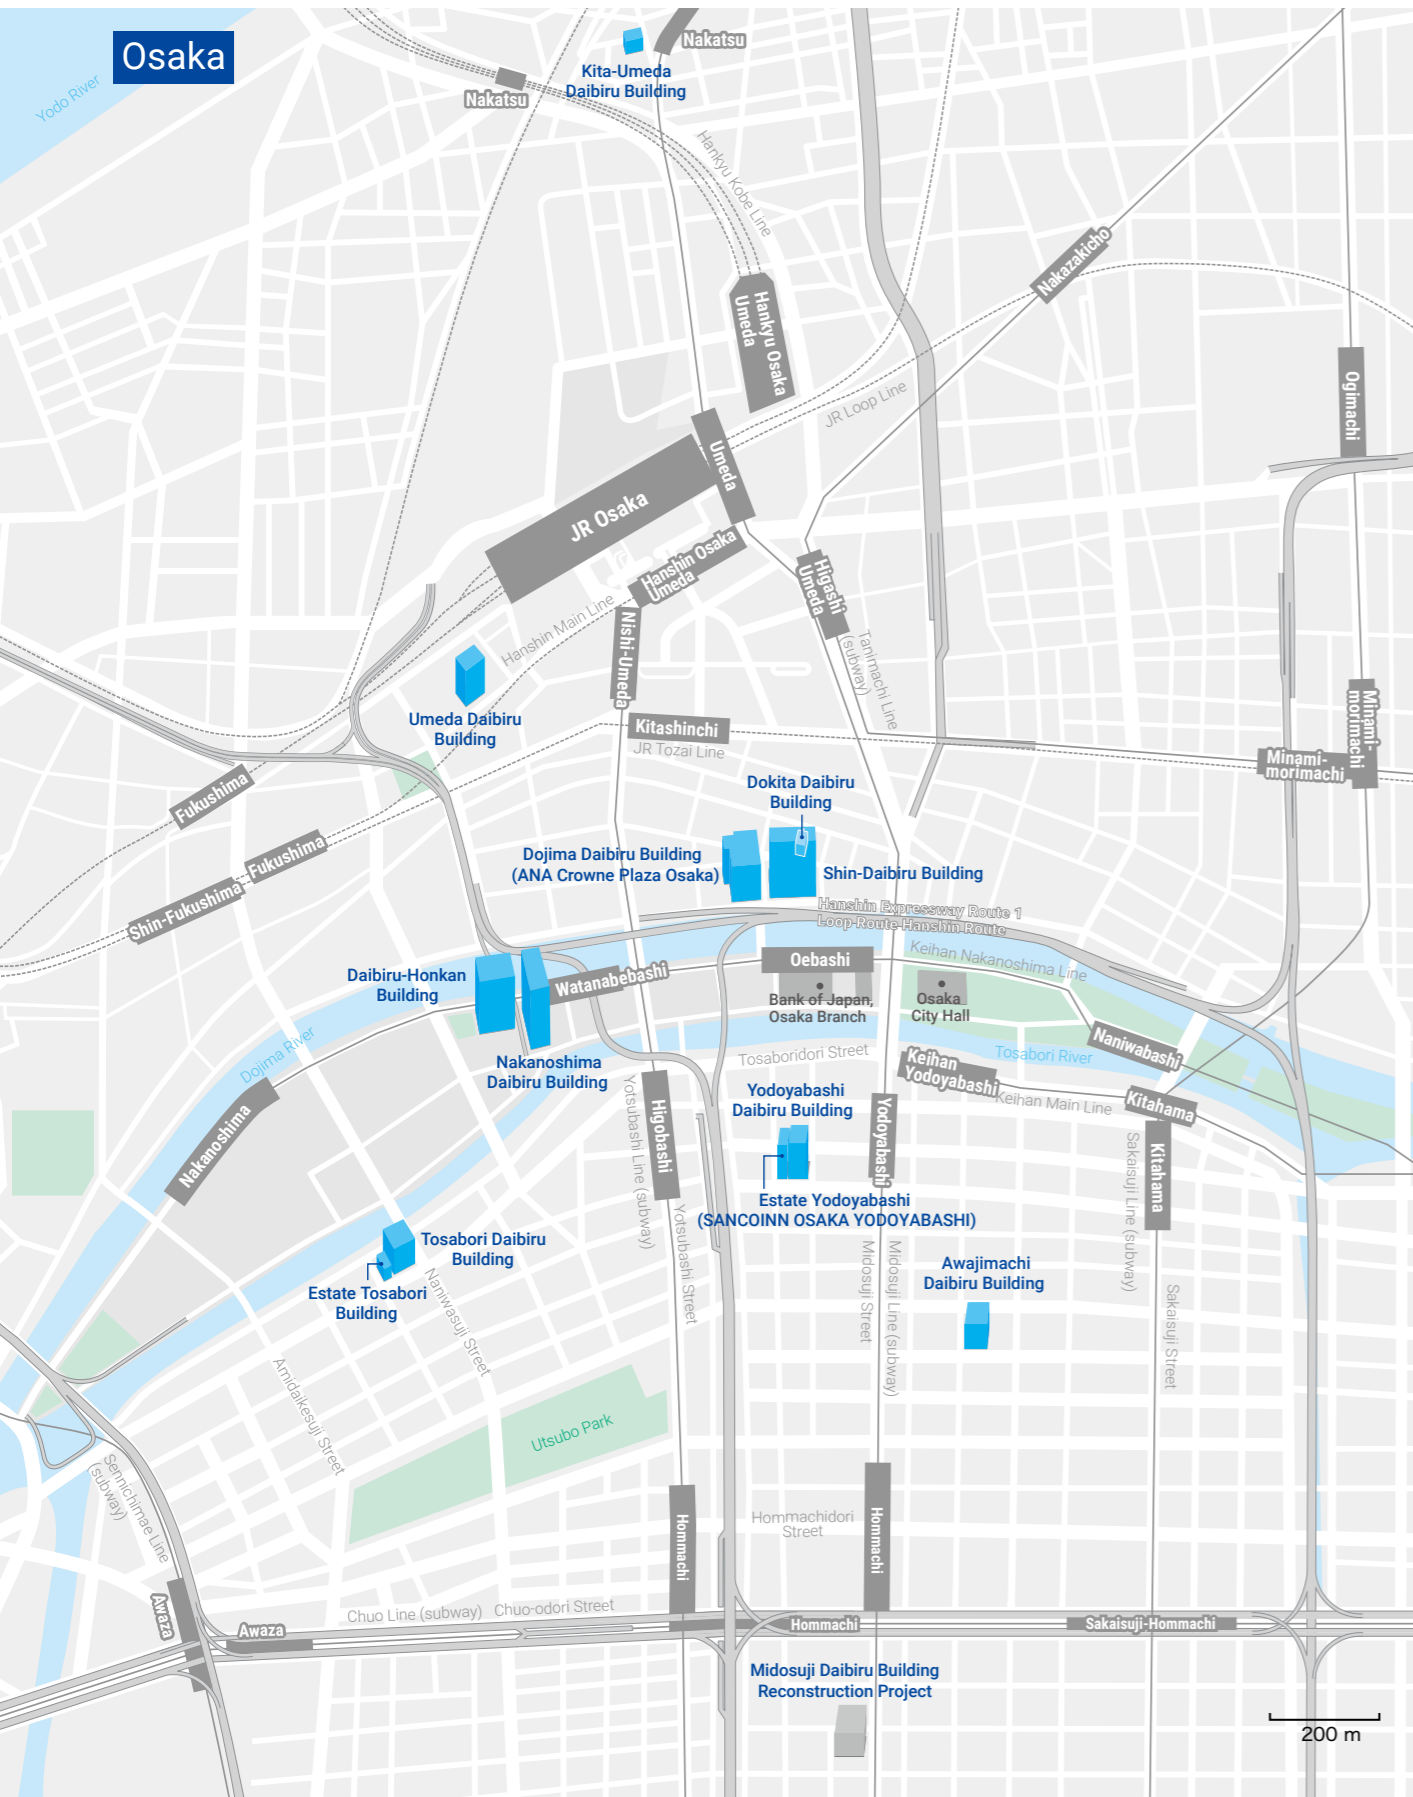 Osaka
Yodo River
Nakatsu
Nakatsu
Kita-Umeda
Daibiru Building
Hankyu Kobe Line
Hankyu Osaka
Umeda
Nakazakicho
JR Loop Line
Ogimachi
Umeda
JR Osaka
Hanshin Osaka
Umeda
Higashi
Umeda
Hanshin Main Line
Nishi-Umeda
Tanimachi Line
(subway)
Umeda Daibiru
Building
Kitashinchi
JR Tozai Line
Minami-
morimachi
Minami-
morimachi
Fukushima
Fukushima
Shin-Fukushima
Dokita Daibiru
Building
Dojima Daibiru Building
(ANA Crowne Plaza Osaka)
Shin-Daibiru Building
Hanshin Expressway Route 1
Loop Route Hanshin Route
Keihan Nakanoshima Line
Oebashi
Watanabebashi
Daibiru-Honkan
Building
Bank of Japan,
Osaka Branch
Osaka
City Hall
Nakanoshima
Daibiru Building
Dojima River
Tosaboridori Street
Keihan
Yodoyabashi
Tosabori River
Naniwabashi
Keihan Main Line
Kitahama
Kitahama
Nakanoshima
Yotsubashi Line (subway)
Higobashi
Yodoyabashi
Daibiru Building
Yodoyabashi
Sakaisuji Line (subway)
Estate Yodoyabashi
(SANCOINN OSAKA YODOYABASHI)
Tosabori Daibiru
Building
Estate Tosabori
Building
Naniwasuji Street
Yotsubashi Street
Midosuji Street
Midosuji Line (subway)
Awajimachi
Daibiru Building
Sakaisuji Street
Amidaikesuji Street
Utsubo Park
Sennichimae Line
(subway)
Hommachi
Hommachidori
Street
Hommachi
Awaza
Awaza
Chuo Line (subway)
Chuo-odori Street
Hommachi
Sakaisuji-Hommachi
Midosuji Daibiru Building
Reconstruction Project
200 m